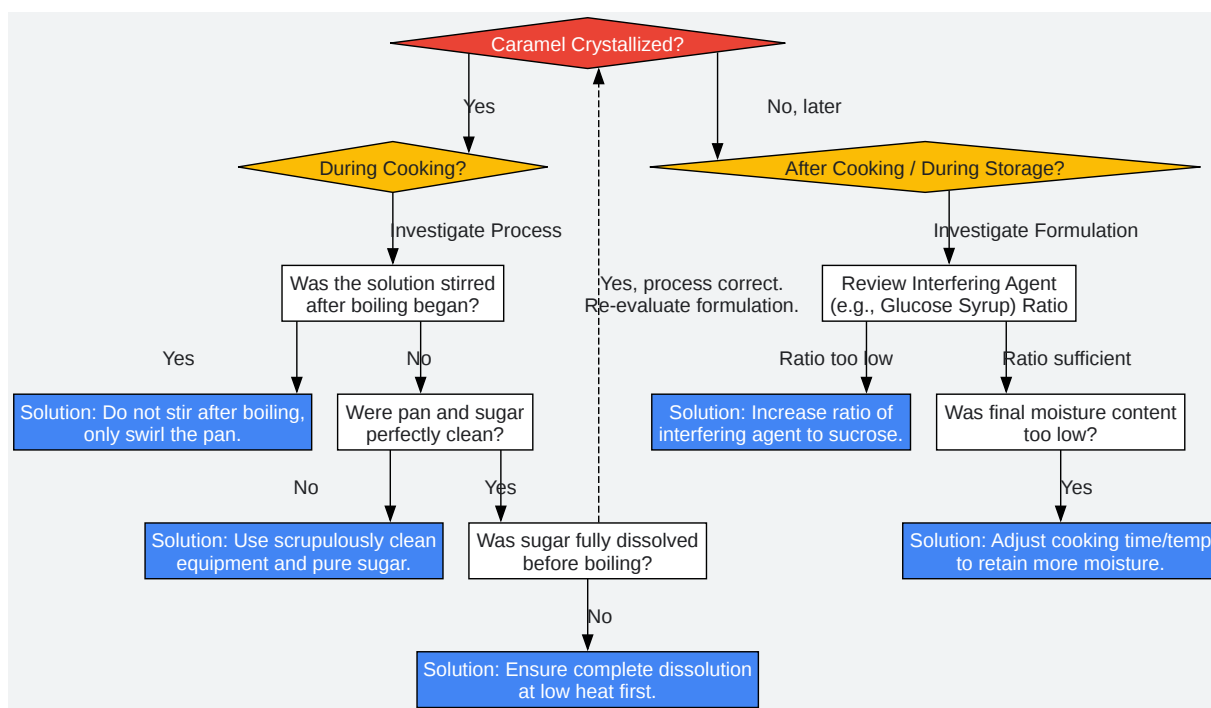 Caramel Crystallized?
Yes
No, later
During Cooking?
After Cooking / During Storage?
Investigate Process
Investigate Formulation
Was the solution stirred
after boiling began?
Yes, process correct.
Re-evaluate formulation.
Review Interfering Agent
(e.g., Glucose Syrup) Ratio
Yes
No
Ratio too low
Ratio sufficient
Solution: Do not stir after boiling,
only swirl the pan.
Were pan and sugar
perfectly clean?
Solution: Increase ratio of
interfering agent to sucrose.
Was final moisture content
too low?
No
Yes
Yes
Solution: Use scrupulously clean
equipment and pure sugar.
Was sugar fully dissolved
before boiling?
Solution: Adjust cooking time/temp
to retain more moisture.
No
Solution: Ensure complete dissolution
at low heat first.